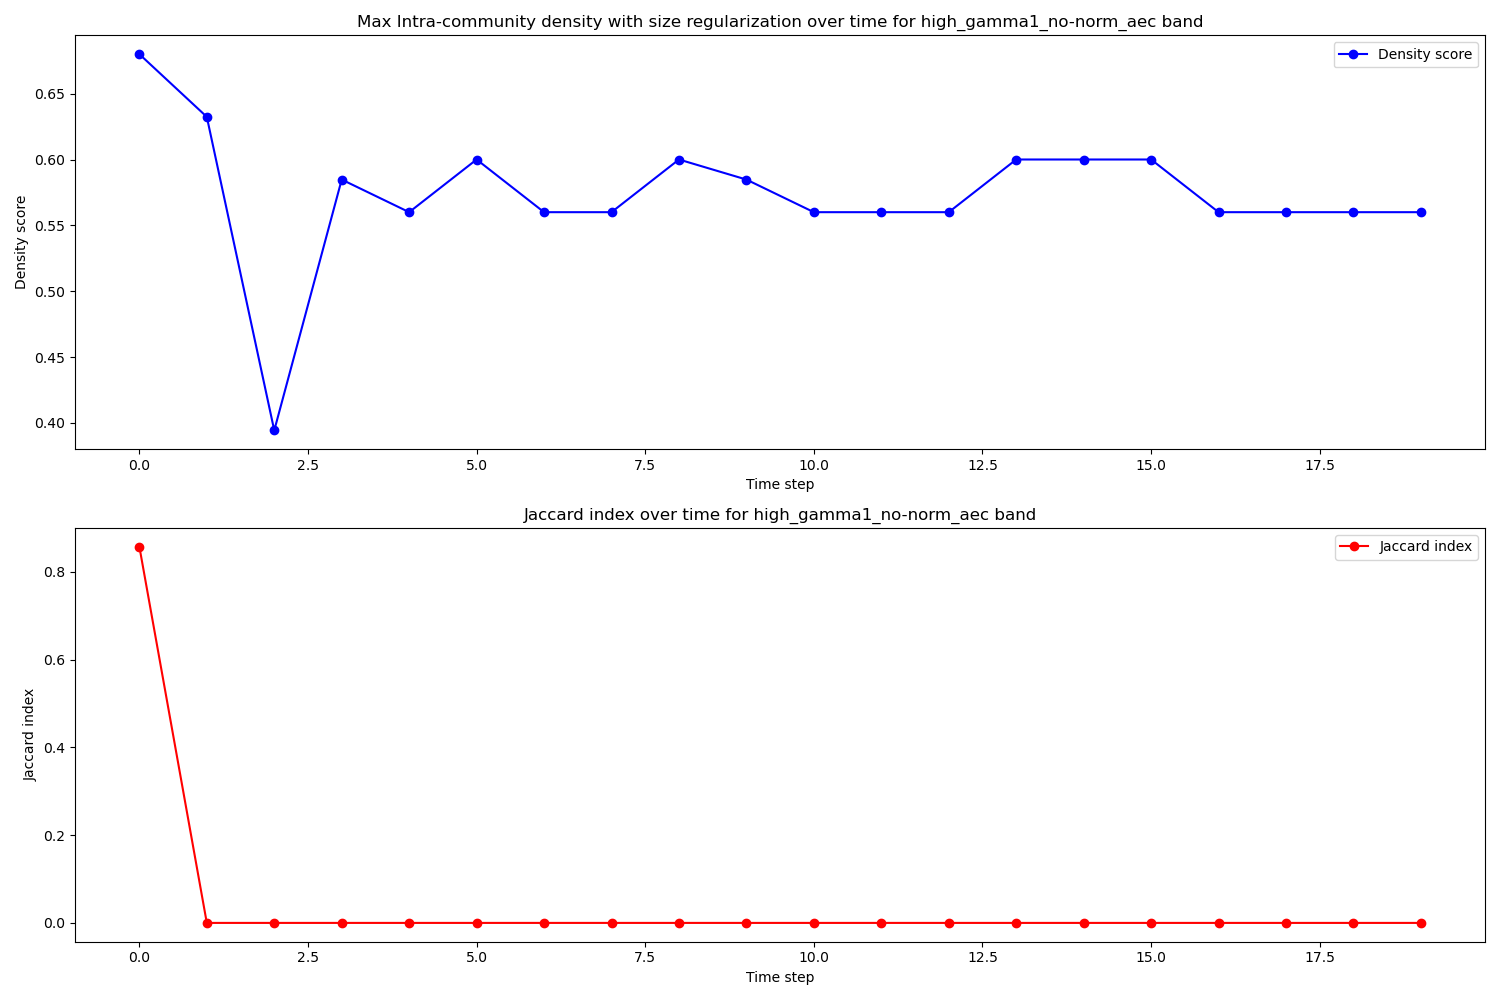 Max Intra-community density with size regularization over time for high_gamma1_no-norm_aec band
Density score
0.65
0.60
0.55
0.50
0.45
0.40
Density score
0.0 2.5 5.0 7.5 10.0 12.5 15.0 17.5
Time step
Jaccard index over time for high_gamma1_no-norm_aec band
Jaccard index
0.8
0.6
0.4
0.2
0.0
Jaccard index
0.0 2.5 5.0 7.5 10.0 12.5 15.0 17.5
Time step